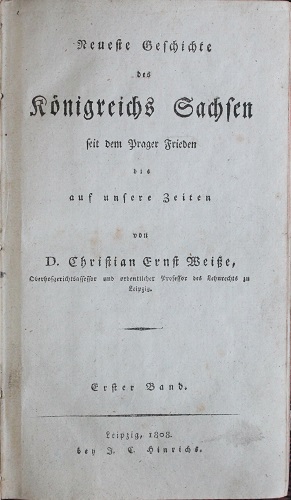 Neueste Geschichte
des
Königreichs Sachsen
seit dem Prager Frieden
bis
auf unsere Zeiten
von
D. Christian Ernst Weiße,
Oberhofgerichtsassessor und ordentlicher Professor des Lehnrechts zu
Leipzig.
Erster Band.
Leipzig, 1808.
bey J. C. Hinrichs.